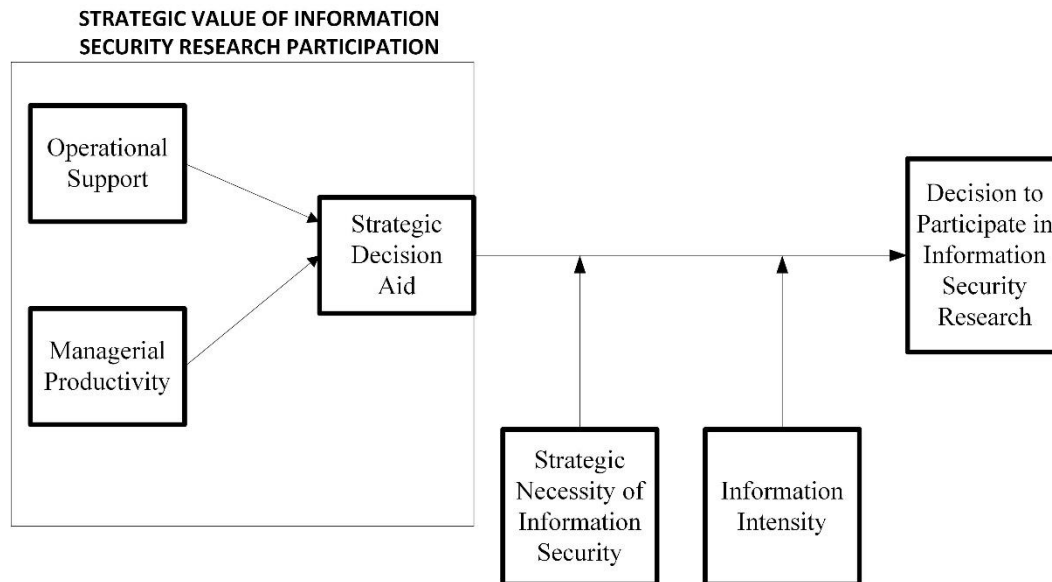 STRATEGIC VALUE OF INFORMATION
SECURITY RESEARCH PARTICIPATION
Operational
Support
Managerial
Productivity
Strategic
Decision
Aid
Strategic
Necessity of
Information
Security
Information
Intensity
Decision to
Participate in
Information
Security
Research